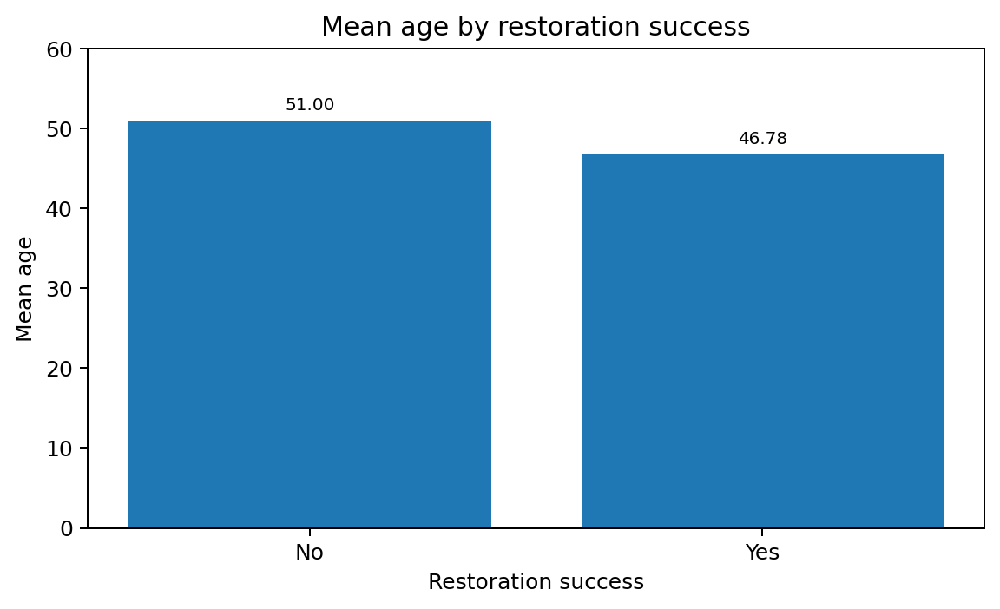 Mean age by restoration success
60
50
40
30
20
10
0
Mean age
51.00
46.78
No
Yes
Restoration success